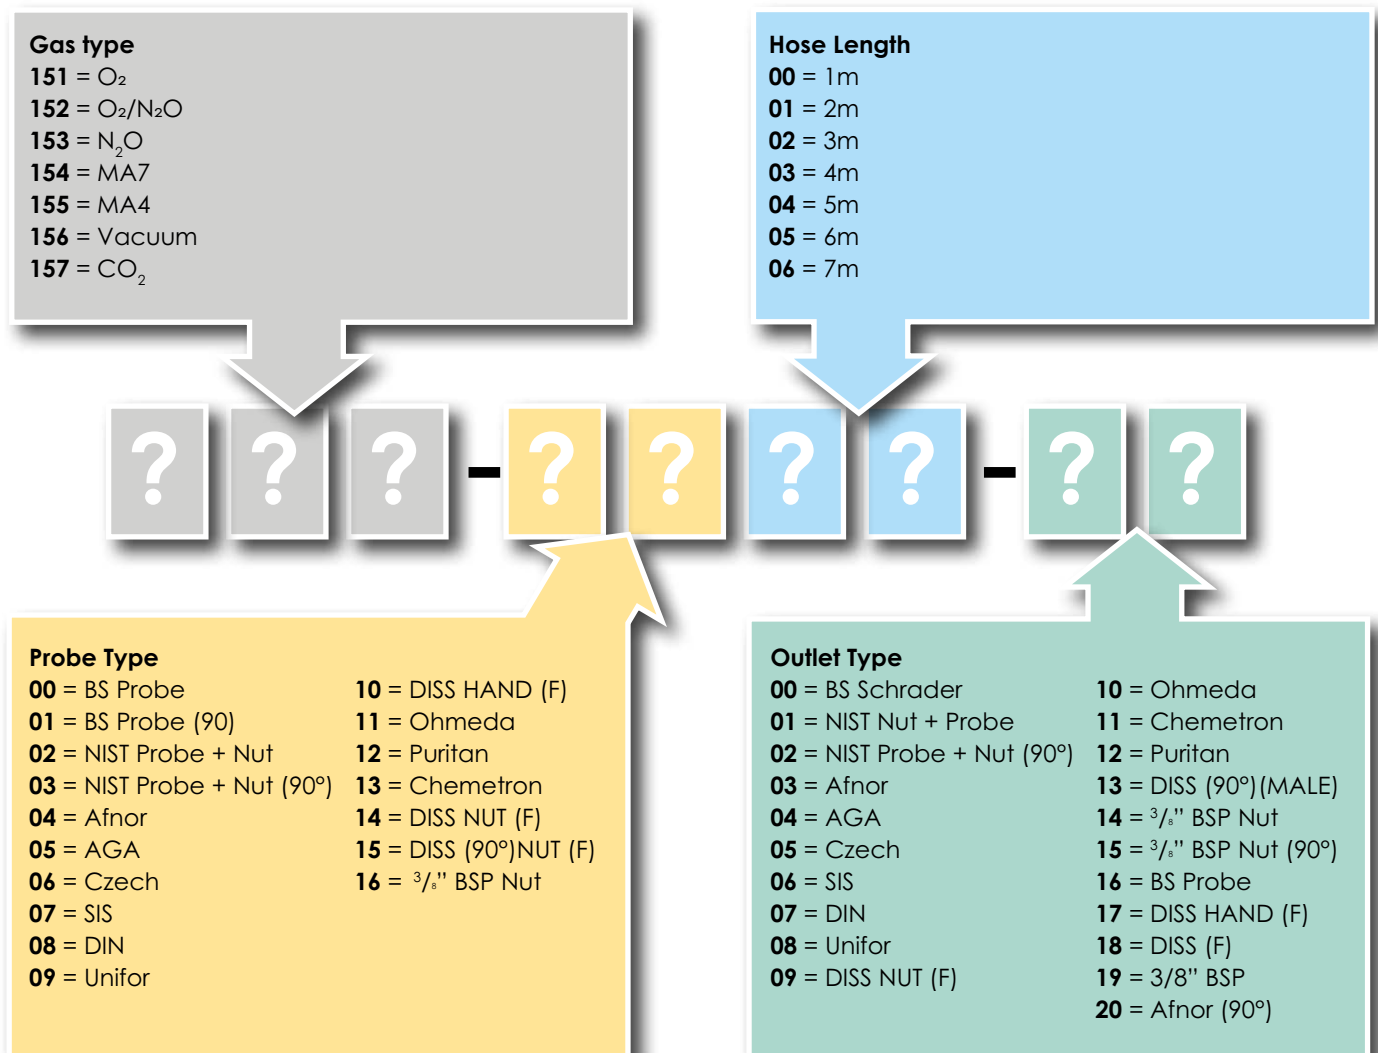 Gas type
151 = O₂
152 = O₂/N₂O
153 = N₂O
154 = MA7
155 = MA4
156 = Vacuum
157 = CO₂
Hose Length
00 = 1m
01 = 2m
02 = 3m
03 = 4m
04 = 5m
05 = 6m
06 = 7m
? ? ? - ? ? ? ? - ? ?
Probe Type
00 = BS Probe
01 = BS Probe (90)
02 = NIST Probe + Nut
03 = NIST Probe + Nut (90°)
04 = Afnor
05 = AGA
06 = Czech
07 = SIS
08 = DIN
09 = Unifor
10 = DISS HAND (F)
11 = Ohmeda
12 = Puritan
13 = Chemetron
14 = DISS NUT (F)
15 = DISS (90°)NUT (F)
16 = ³/₈” BSP Nut
Outlet Type
00 = BS Schrader
01 = NIST Nut + Probe
02 = NIST Probe + Nut (90°)
03 = Afnor
04 = AGA
05 = Czech
06 = SIS
07 = DIN
08 = Unifor
09 = DISS NUT (F)
10 = Ohmeda
11 = Chemetron
12 = Puritan
13 = DISS (90°)(MALE)
14 = ³/₈” BSP Nut
15 = ³/₈” BSP Nut (90°)
16 = BS Probe
17 = DISS HAND (F)
18 = DISS (F)
19 = 3/8” BSP
20 = Afnor (90°)